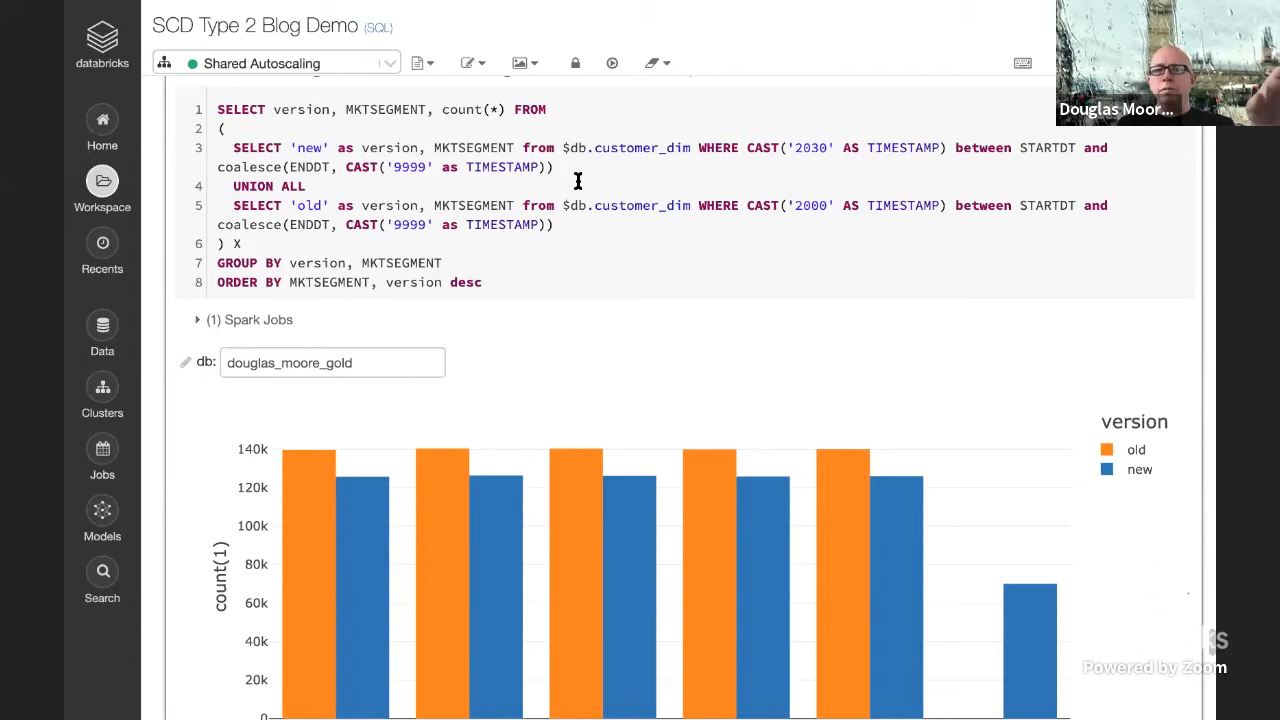 SCD Type 2 Blog Demo (SQL)
databricks
Shared Autoscaling
Douglas Moor...
Home
Workspace
Recents
Data
Clusters
Jobs
Models
Search
1 SELECT version, MKTSEGMENT, count(*) FROM
2 (
3 SELECT 'new' as version, MKTSEGMENT from $db.customer_dim WHERE CAST('2030' AS TIMESTAMP) between STARTDT and
coalesce(ENDDT, CAST('9999' as TIMESTAMP))
4 UNION ALL
5 SELECT 'old' as version, MKTSEGMENT from $db.customer_dim WHERE CAST('2000' AS TIMESTAMP) between STARTDT and
coalesce(ENDDT, CAST('9999' as TIMESTAMP))
6 ) X
7 GROUP BY version, MKTSEGMENT
8 ORDER BY MKTSEGMENT, version desc
(1) Spark Jobs
db: douglas_moore_gold
version
old
new
140k
120k
100k
80k
60k
40k
20k
0
count(1)
Powered by Zoom